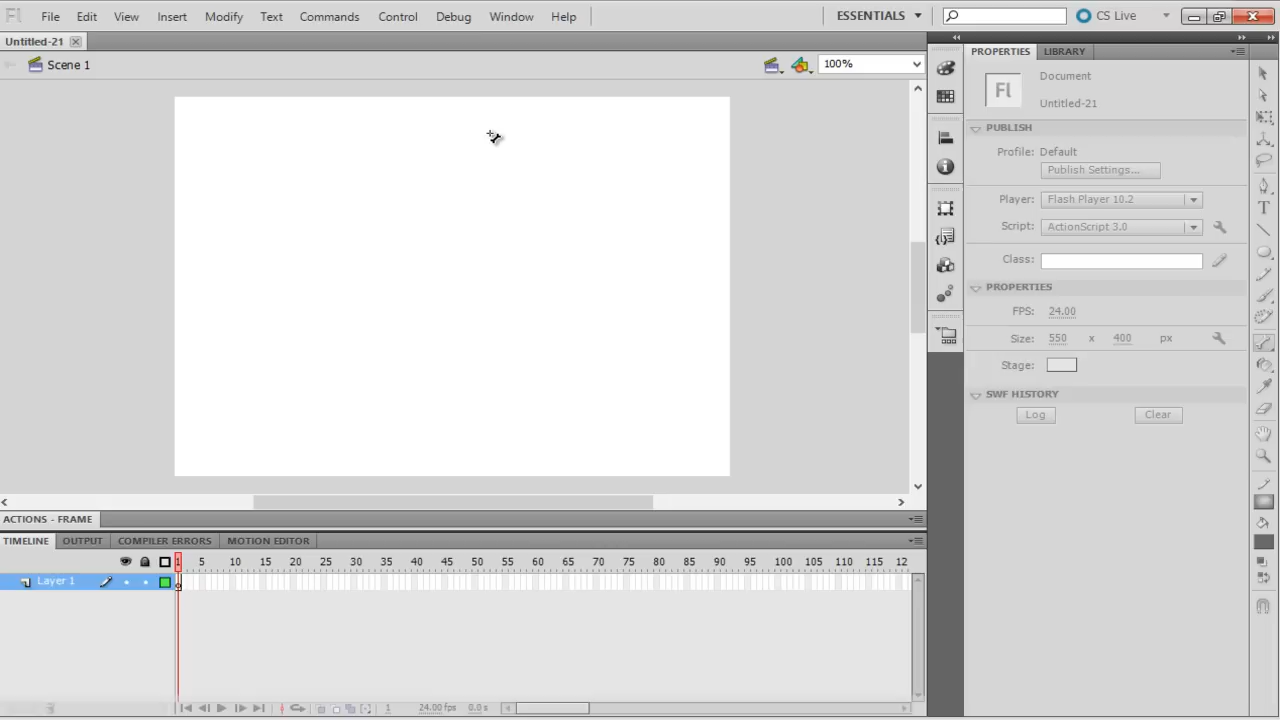 Fl File Edit View Insert Modify Text Commands Control Debug Window Help ESSENTIALS CS Live
Untitled-21
Scene 1 100%
PROPERTIES LIBRARY
Fl Document
Untitled-21
PUBLISH
Profile: Default
Publish Settings...
Player: Flash Player 10.2
Script: ActionScript 3.0
Class:
PROPERTIES
FPS: 24.00
Size: 550 x 400 px
Stage:
SWF HISTORY
Log Clear
ACTIONS - FRAME
TIMELINE OUTPUT COMPILER ERRORS MOTION EDITOR
1 5 10 15 20 25 30 35 40 45 50 55 60 65 70 75 80 85 90 95 100 105 110 115 12
Layer 1
1 24.00 fps 0.0 s